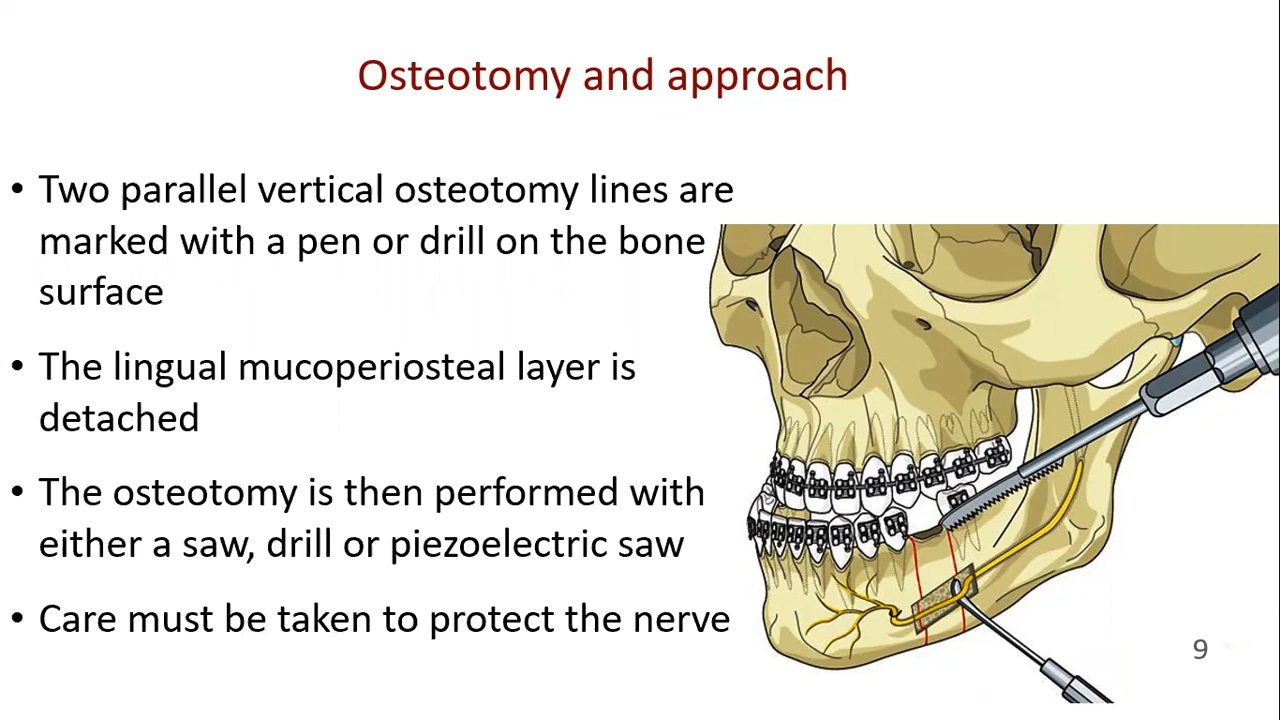 Osteotomy and approach
• Two parallel vertical osteotomy lines are
marked with a pen or drill on the bone
surface
• The lingual mucoperiosteal layer is
detached
• The osteotomy is then performed with
either a saw, drill or piezoelectric saw
• Care must be taken to protect the nerve
9